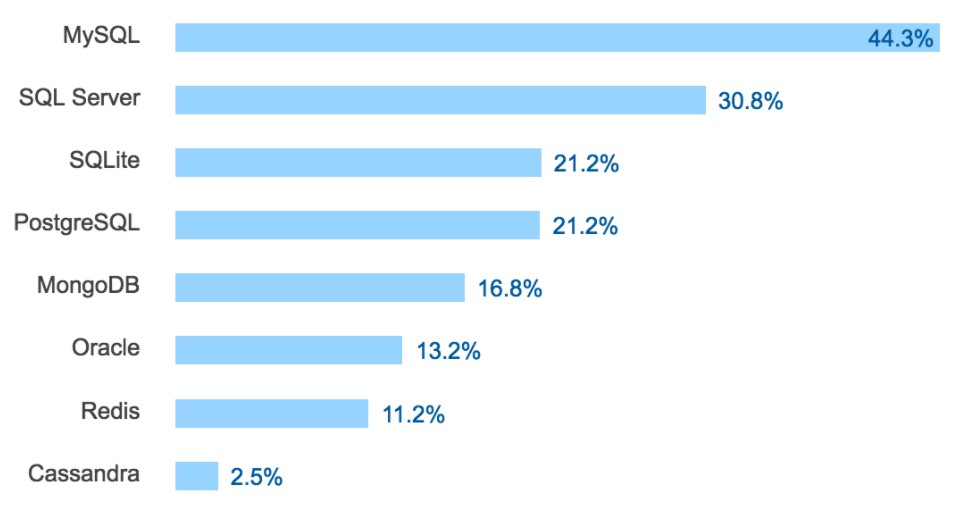 MySQL 44.3%
SQL Server 30.8%
SQLite 21.2%
PostgreSQL 21.2%
MongoDB 16.8%
Oracle 13.2%
Redis 11.2%
Cassandra 2.5%